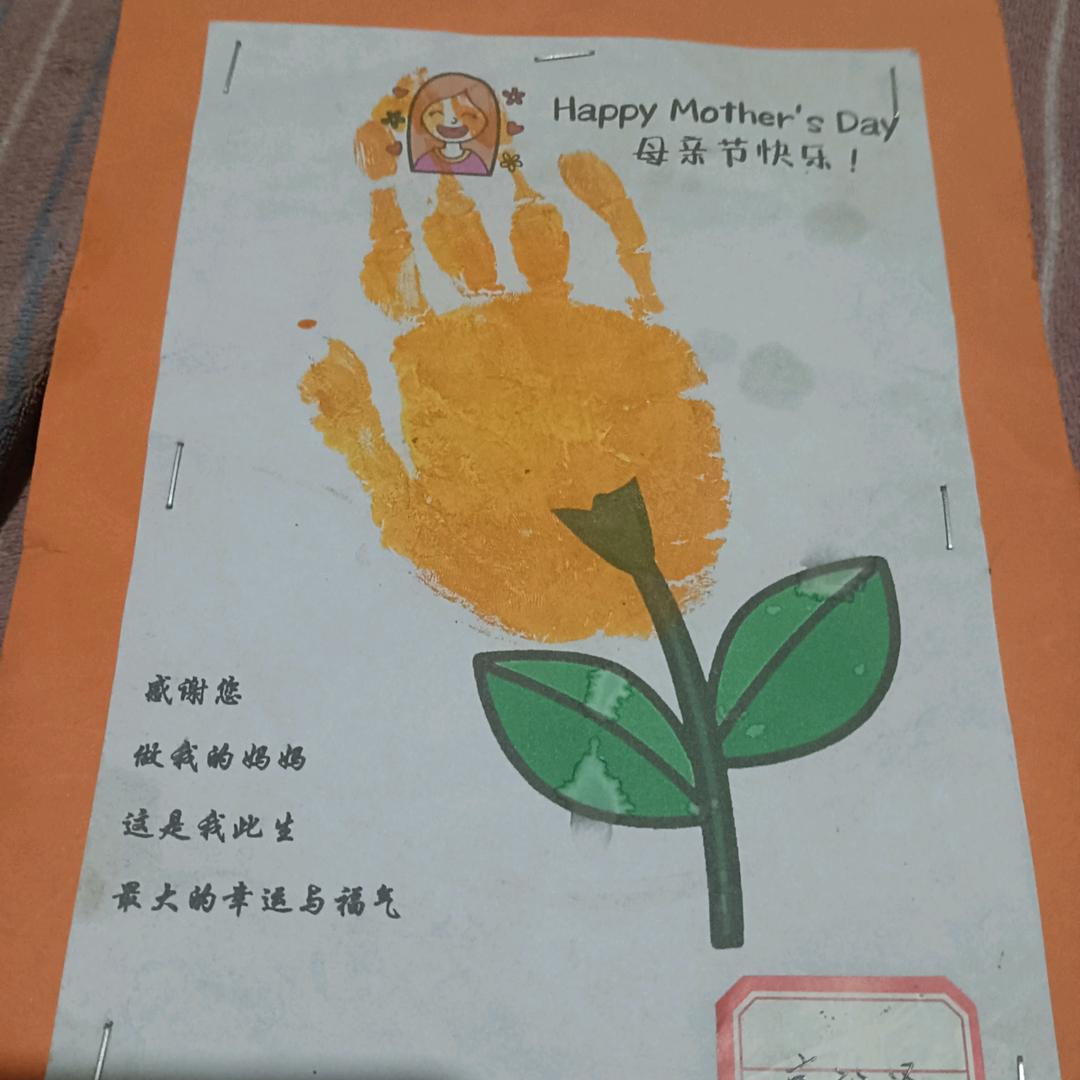 Happy Mother's Day
母亲节快乐！
感谢您
做我的妈妈
这是我此生
最大的幸运与福气